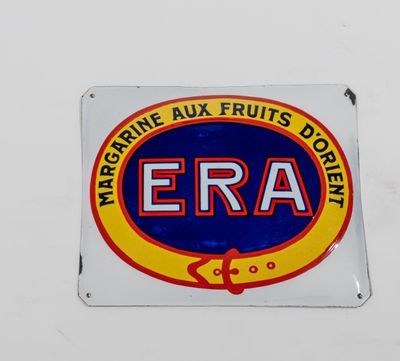 MARGARINE AUX FRUITS D'ORIENT
ERA